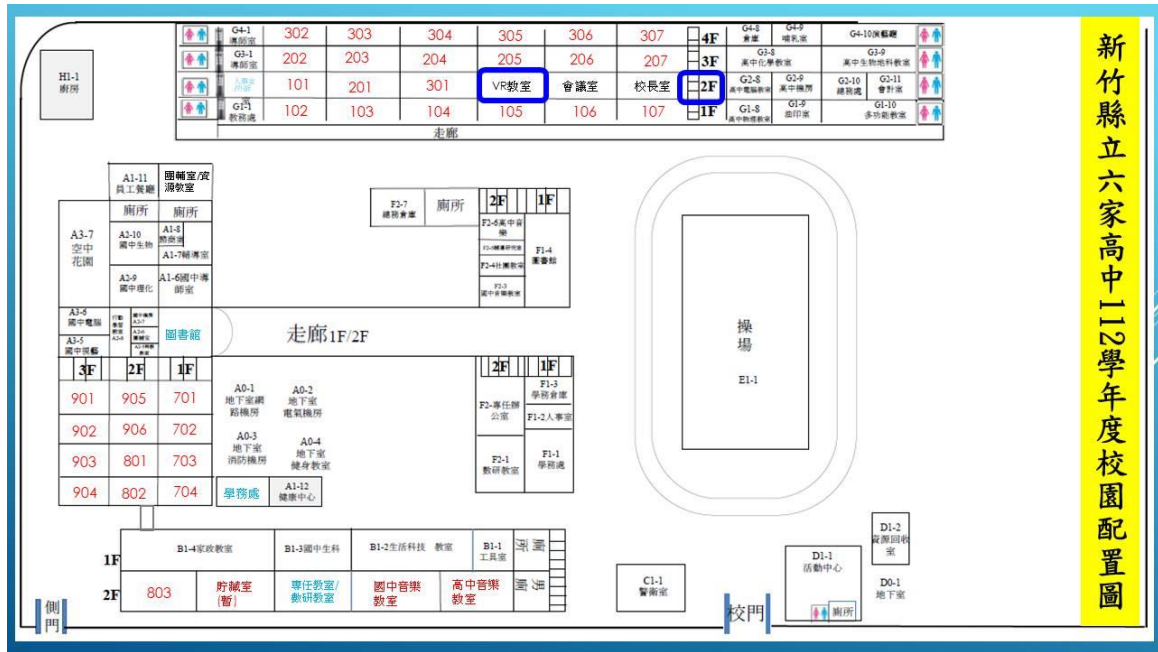 新竹縣立六家高中112學年度校園配置圖
G4-1
導師室
302
303
304
305
306
307
4F
G4-8
倉庫
G4-9
哺乳室
G4-10演藝廳
G3-1
導師室
202
203
204
205
206
207
3F
G3-8
高中化學教室
G3-9
高中生物地科教室
101
201
301
VR教室
會議室
校長室
2F
G2-8
高中電腦教室
G2-9
高中機房
G2-10
總務處
G2-11
會計室
G1-1
教務處
102
103
104
105
106
107
1F
G1-8
高中物理教室
G1-9
油印室
G1-10
多功能教室
走廊
H1-1
廚房
A1-11
員工餐廳
團輔室/資
源教室
廁所
廁所
A3-7
空中
花園
A2-10
國中生物
A1-8
A1-7輔導室
A2-9
國中理化
A1-6國中導
師室
A3-6
國中電腦
A3-5
國中視藝
圖書館
3F
2F
1F
901
905
701
902
906
702
903
801
703
904
802
704
F2-7
總務倉庫
廁所
2F
1F
F2-6高中音
樂
F2-4社團教室
F2-3
國中音樂教室
F1-4
圖書館
走廊1F/2F
A0-1
地下室網
路機房
A0-2
地下室
電氣機房
A0-3
地下室
消防機房
A0-4
地下室
健身教室
學務處
A1-12
健康中心
2F
1F
F2-專任辦
公室
F1-3
學務倉庫
F1-2人事室
F2-1
數研教室
F1-1
學務處
操
場
E1-1
1F
B1-4家政教室
B1-3國中生科
B1-2生活科技 教室
B1-1
工具室
廁所
2F
803
貯藏室
(暫)
專任教室/
數研教室
國中音樂
教室
高中音樂
教室
男廁
側
門
C1-1
警衛室
校門
D1-1
活動中心
廁所
D1-2
資源回收
室
D0-1
地下室